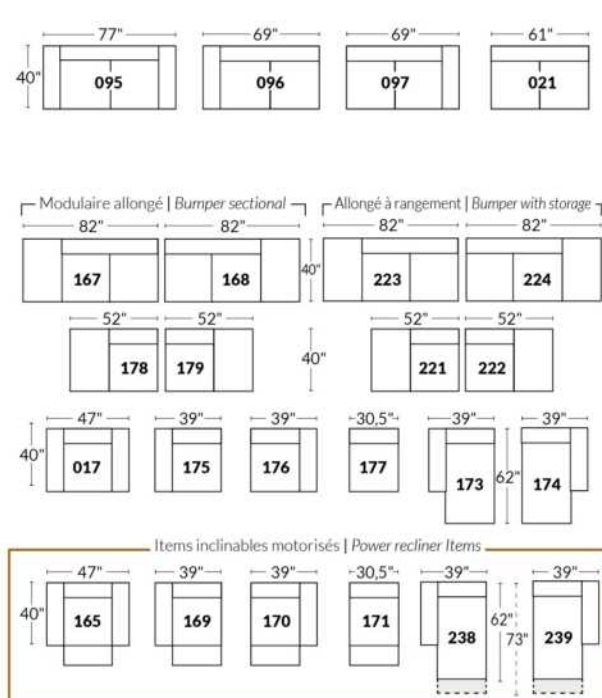 77" 69" 69" 61"
40" 095 096 097 021
Modulaire allongé | Bumper sectional Allongé à rangement | Bumper with storage
82" 82" 82" 82"
167 168 40" 223 224
52" 52" 52" 52"
178 179 40" 221 222
47" 39" 39" 30,5" 39" 39"
40" 017 175 176 177 173 62" 174
Items inclinables motorisés | Power recliner Items
47" 39" 39" 30,5" 39" 39"
40" 165 169 170 171 238 62" 73" 239